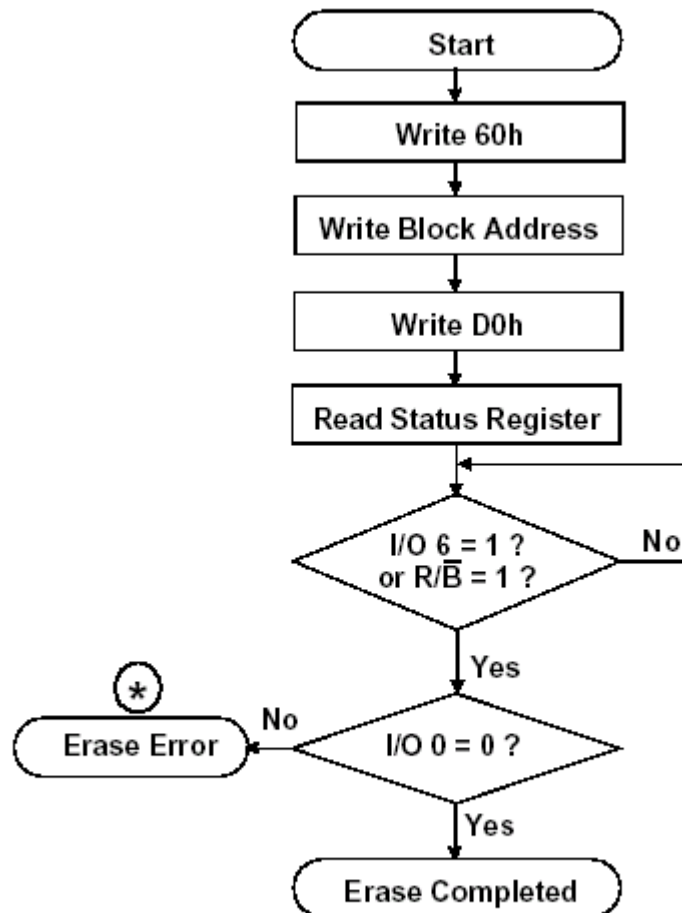 Start
Write 60h
Write Block Address
Write D0h
Read Status Register
I/O 6 = 1 ?
or R/B̅ = 1 ?
No
Yes
*
No
Erase Error
I/O 0 = 0 ?
Yes
Erase Completed